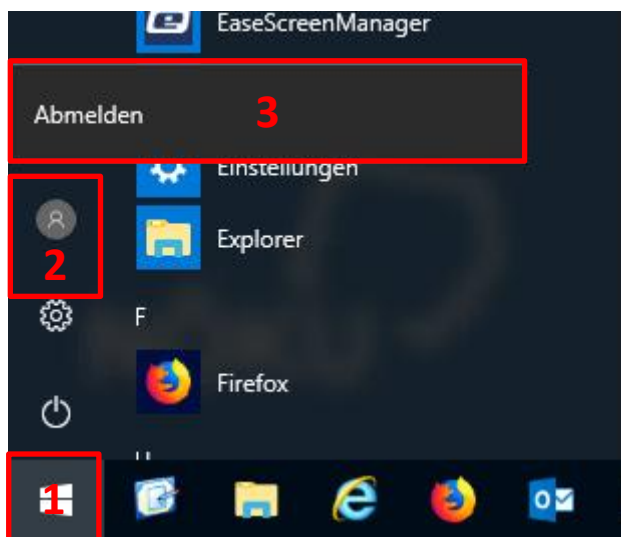 EaseScreenManager
Abmelden 3
Einstellungen
2
Explorer
F
Firefox
1